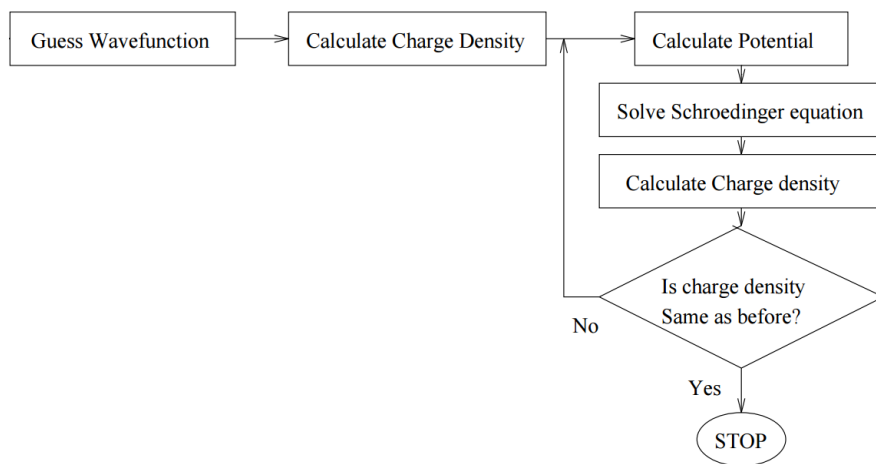 Guess Wavefunction
Calculate Charge Density
Calculate Potential
Solve Schroedinger equation
Calculate Charge density
Is charge density
Same as before?
No
Yes
STOP